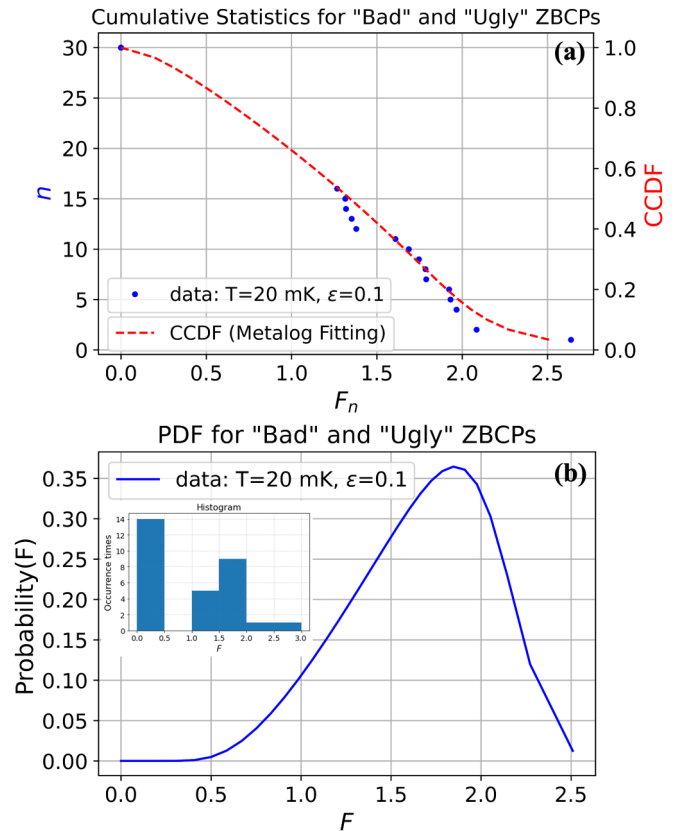 Cumulative Statistics for "Bad" and "Ugly" ZBCPs
(a)
30
25
20
15
10
5
0
n
1.0
0.8
0.6
0.4
0.2
0.0
CCDF
data: T=20 mK, ε=0.1
CCDF (Metalog Fitting)
0.0 0.5 1.0 1.5 2.0 2.5
Fn
PDF for "Bad" and "Ugly" ZBCPs
(b)
data: T=20 mK, ε=0.1
0.35
0.30
0.25
0.20
0.15
0.10
0.05
0.00
Probability(F)
Histogram
14
12
10
8
6
4
2
0
Occurrence times
0.0 0.5 1.0 1.5 2.0 3.0
F
0.0 0.5 1.0 1.5 2.0 2.5
F